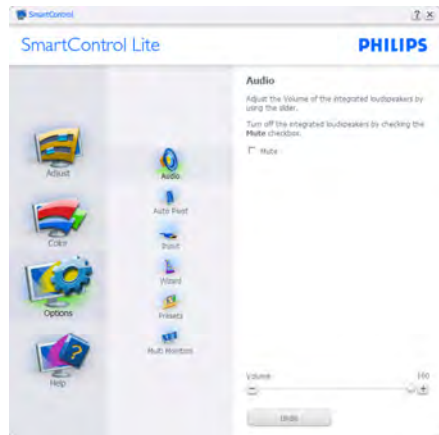 SmartControl
SmartControl Lite
PHILIPS
Audio
Adjust the Volume of the integrated loudspeakers by
using the slider.
Turn off the integrated loudspeakers by checking the
Mute checkbox.
Mute
Adjust
Color
Options
Help
Audio
Auto Pivot
Input
Wizard
Presets
Multi Monitors
Volume
100
Undo